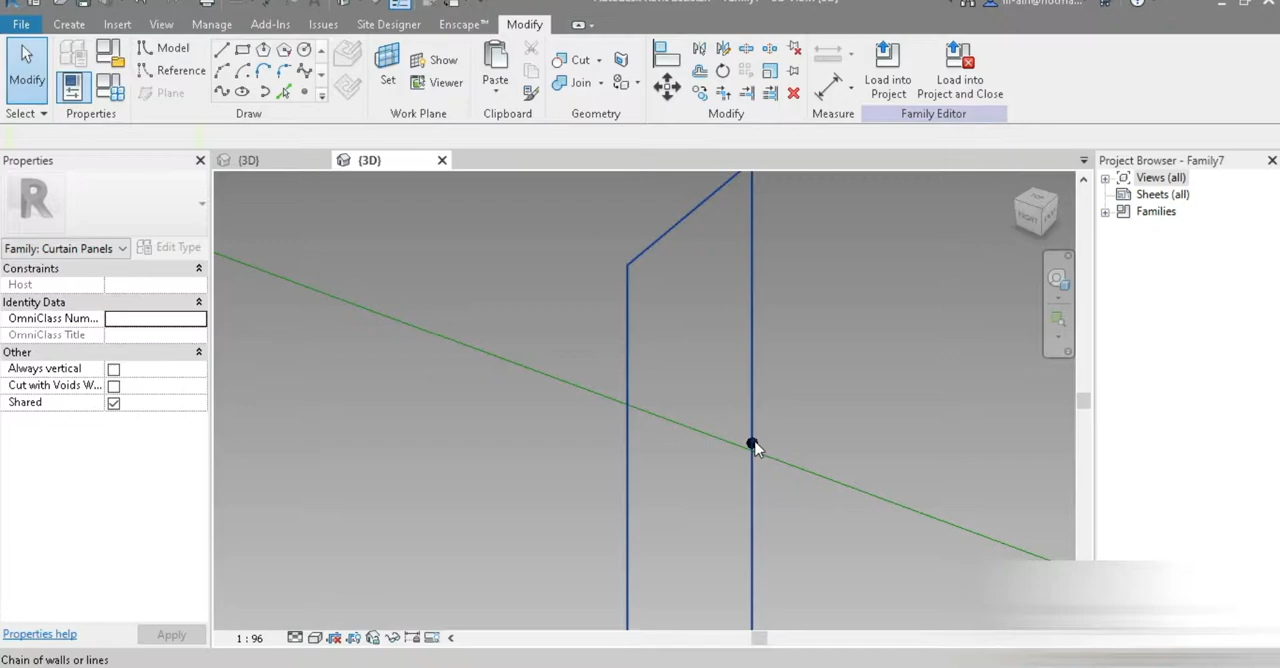 File Create Insert View Manage Add-Ins Issues Site Designer Enscape™ Modify
Modify
Select
Properties
Model
Reference
Plane
Draw
Set
Show
Viewer
Work Plane
Paste
Clipboard
Cut
Join
Geometry
Modify
Measure
Load into
Project
Load into
Project and Close
Family Editor
Properties
{3D}
{3D}
Project Browser - Family7
Views (all)
Sheets (all)
Families
R
Family: Curtain Panels
Edit Type
Constraints
Host
Identity Data
OmniClass Num...
OmniClass Title
Other
Always vertical
Cut with Voids W...
Shared
TOP
RIGHT
Properties help
Apply
1 : 96
Chain of walls or lines